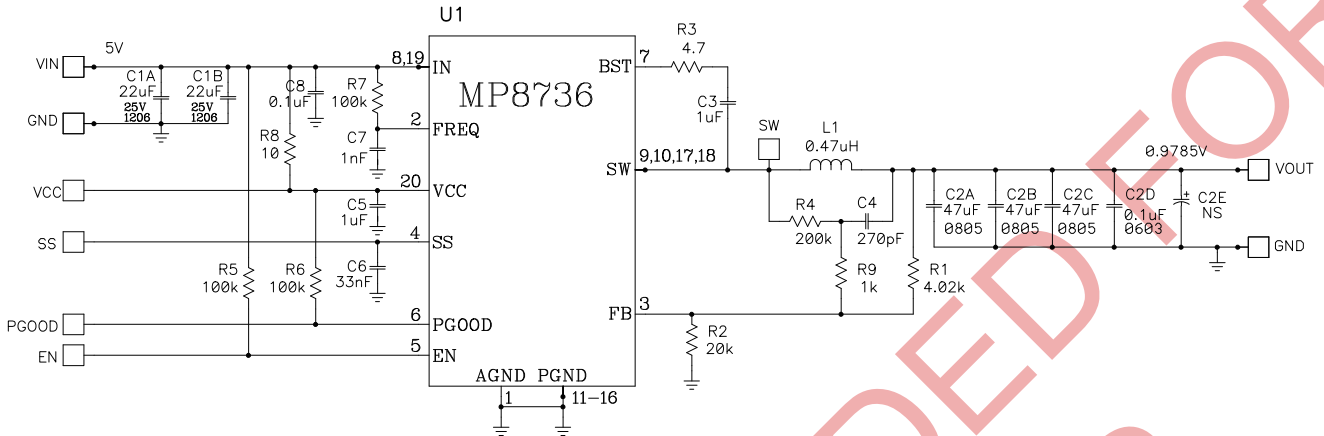 U1
MP8736
VIN
5V
C1A
22uF
25V
1206
C1B
22uF
25V
1206
GND
R8
10
C8
0.1uF
R7
100k
C7
1nF
8,19
IN
2
FREQ
VCC
20
VCC
C5
1uF
SS
4
SS
C6
33nF
R5
100k
R6
100k
PGOOD
6
PGOOD
EN
5
EN
AGND
PGND
1
11-16
BST
7
R3
4.7
C3
1uF
SW
9,10,17,18
SW
L1
0.47uH
R4
200k
C4
270pF
R9
1k
R1
4.02k
FB
3
R2
20k
C2A
47uF
0805
C2B
47uF
0805
C2C
47uF
0805
C2D
0.1uF
0603
+
C2E
NS
0.9785V
VOUT
GND
DED FOR